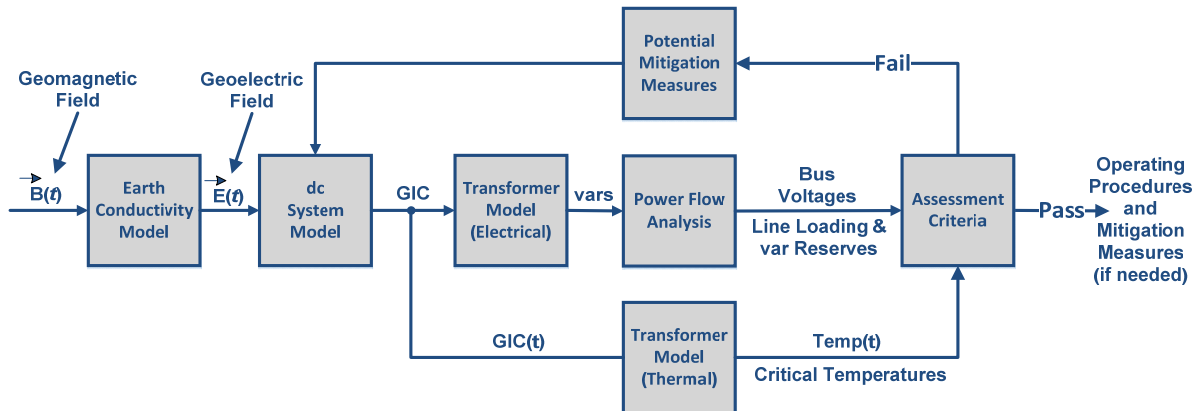 Potential
Mitigation
Measures
Fail
Geomagnetic
Field
Geoelectric
Field
B(t)
Earth
Conductivity
Model
E(t)
dc
System
Model
GIC
Transformer
Model
(Electrical)
vars
Power Flow
Analysis
Bus
Voltages
Line Loading &
var Reserves
Assessment
Criteria
Pass
Operating
Procedures
and
Mitigation
Measures
(if needed)
GIC(t)
Transformer
Model
(Thermal)
Temp(t)
Critical Temperatures